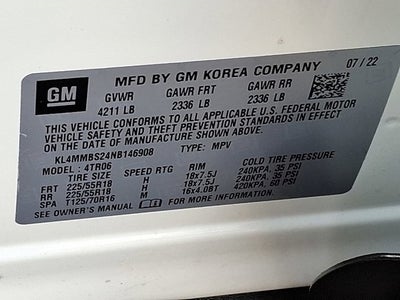 GM
MFD BY GM KOREA COMPANY 07/22
GVWR GAWR FRT GAWR RR
4211 LB 2336 LB 2336 LB
THIS VEHICLE CONFORMS TO ALL APPLICABLE U.S. FEDERAL MOTOR
VEHICLE SAFETY AND THEFT PREVENTION STANDARDS IN EFFECT
ON THE DATE OF MANUFACTURE SHOWN ABOVE.
KL4MMBS24NB146908 TYPE: MPV
MODEL: 4TR06
TIRE SIZE SPEED RTG RIM COLD TIRE PRESSURE
FRT 225/55R18 H 18x7.5J 240KPA, 35 PSI
RR 225/55R18 H 18x7.5J 240KPA, 35 PSI
SPA T125/70R16 M 16x4.0BT 420KPA, 60 PSI
SEE OWNER'S MANUAL